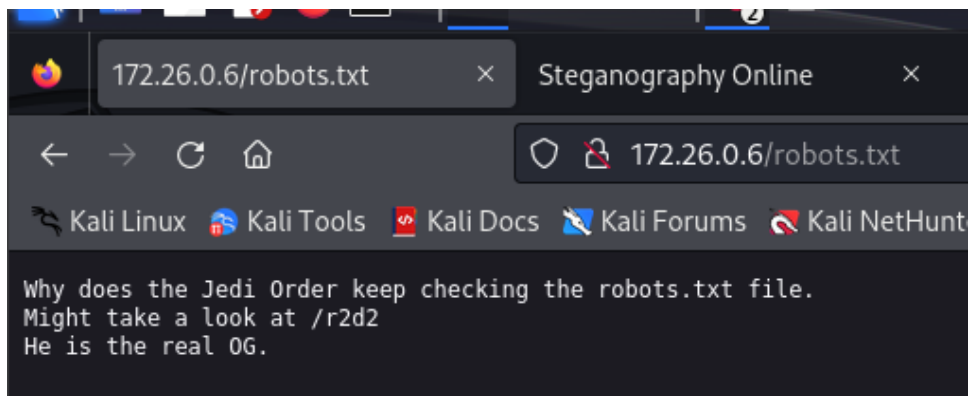 2
172.26.0.6/robots.txt × Steganography Online ×
172.26.0.6/robots.txt
Kali Linux Kali Tools Kali Docs Kali Forums Kali NetHunt
Why does the Jedi Order keep checking the robots.txt file.
Might take a look at /r2d2
He is the real OG.